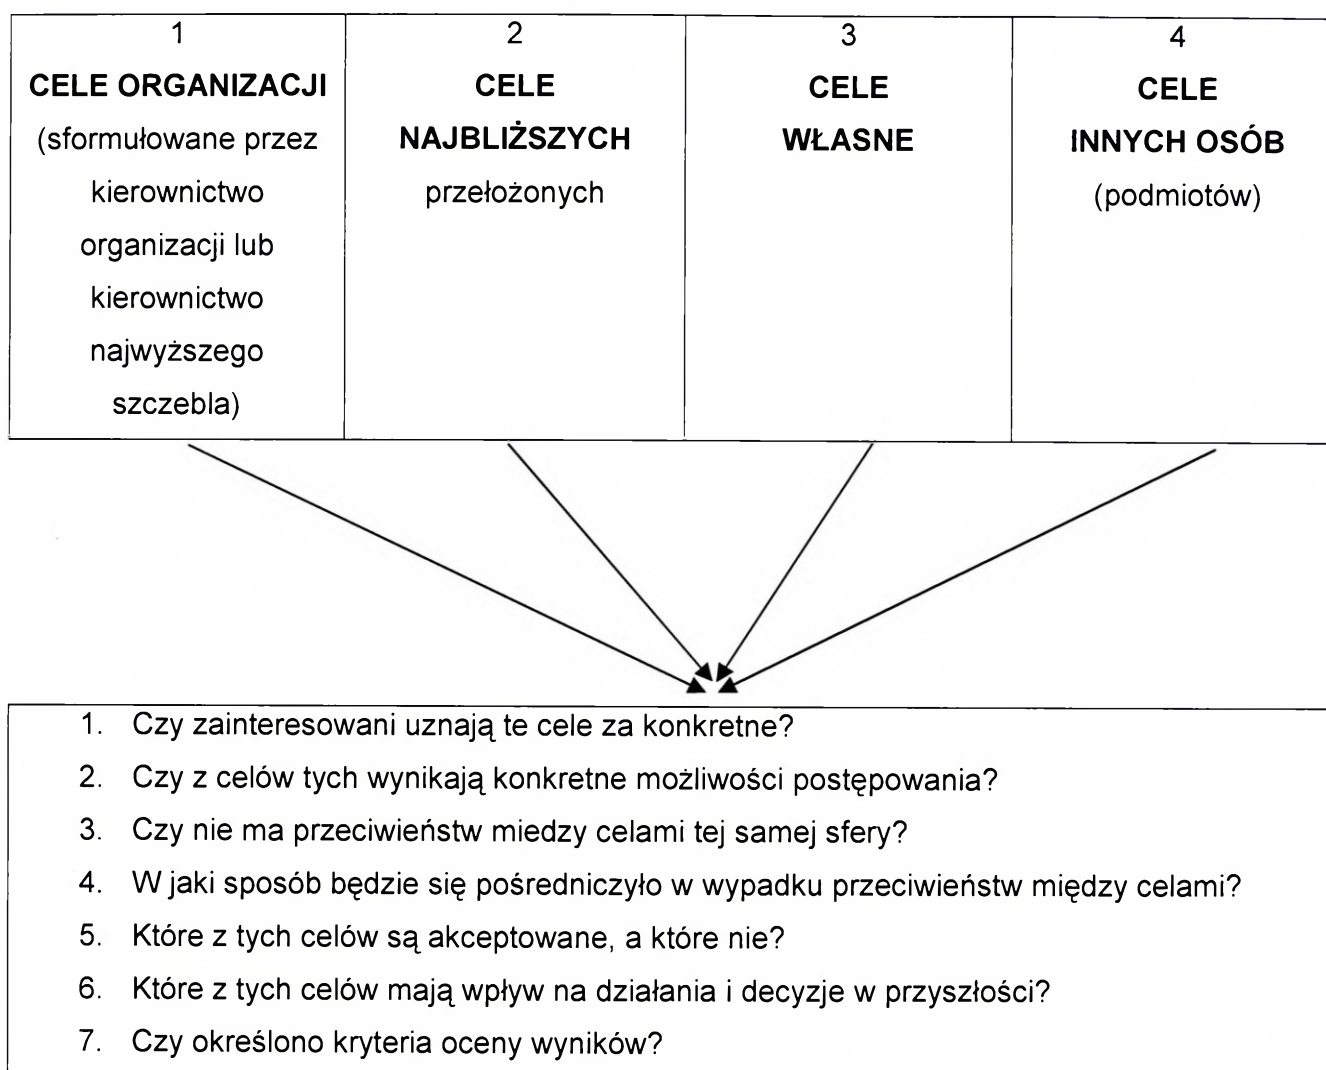 1
CELE ORGANIZACJI
(sformułowane przez
kierownictwo
organizacji lub
kierownictwo
najwyższego
szczebla)
2
CELE
NAJBLIŻSZYCH
przełożonych
3
CELE
WŁASNE
4
CELE
INNYCH OSÓB
(podmiotów)
1. Czy zainteresowani uznają te cele za konkretne?
2. Czy z celów tych wynikają konkretne możliwości postępowania?
3. Czy nie ma przeciwieństw miedzy celami tej samej sfery?
4. W jaki sposób będzie się pośredniczyło w wypadku przeciwieństw między celami?
5. Które z tych celów są akceptowane, a które nie?
6. Które z tych celów mają wpływ na działania i decyzje w przyszłości?
7. Czy określono kryteria oceny wyników?